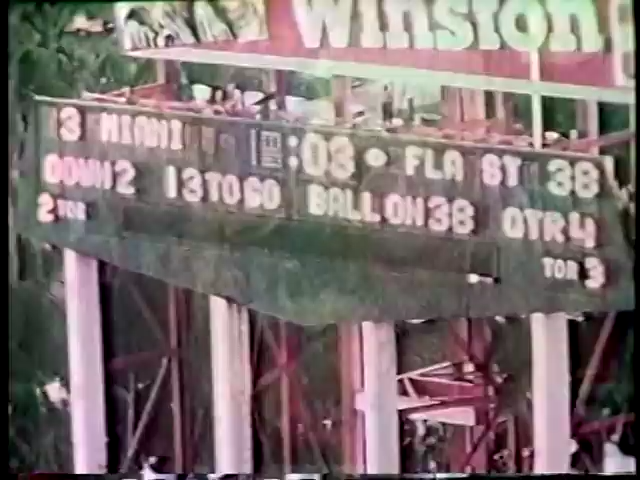 Winston
3 MIAMI :03 FLA ST 38
DOWN 2 13 TO GO BALL ON 38 QTR 4
2 TOR TOR 3